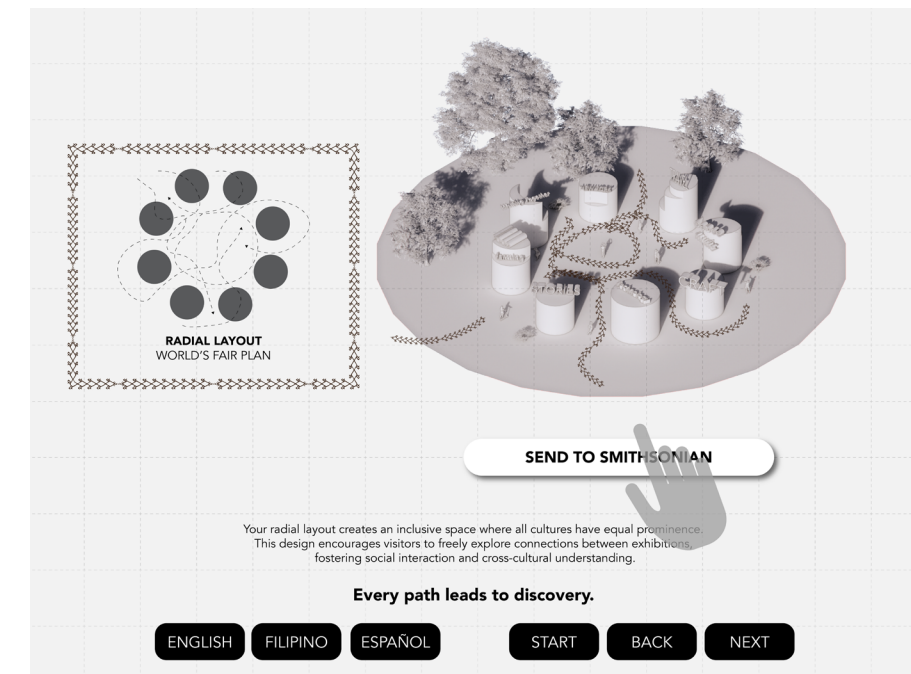 RADIAL LAYOUT
WORLD'S FAIR PLAN
SEND TO SMITHSONIAN
Your radial layout creates an inclusive space where all cultures have equal prominence.
This design encourages visitors to freely explore connections between exhibitions,
fostering social interaction and cross-cultural understanding.
Every path leads to discovery.
ENGLISH
FILIPINO
ESPAÑOL
START
BACK
NEXT